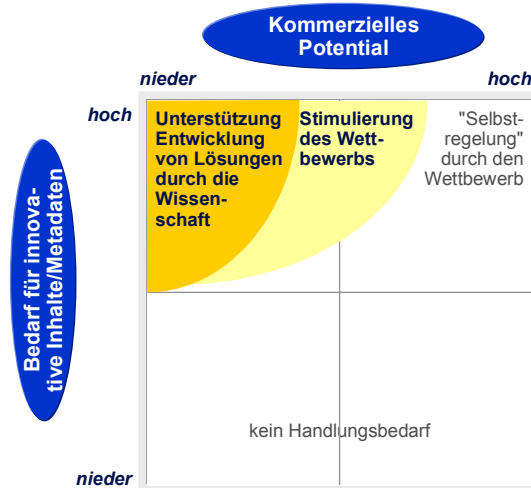 Kommerzielles
Potential
nieder
hoch
hoch
Unterstützung
Entwicklung
von Lösungen
durch die
Wissen-
schaft
Stimulierung
des Wett-
bewerbs
"Selbst-
regelung"
durch den
Wettbewerb
Bedarf für innova-
tive Inhalte/Metadaten
kein Handlungsbedarf
nieder